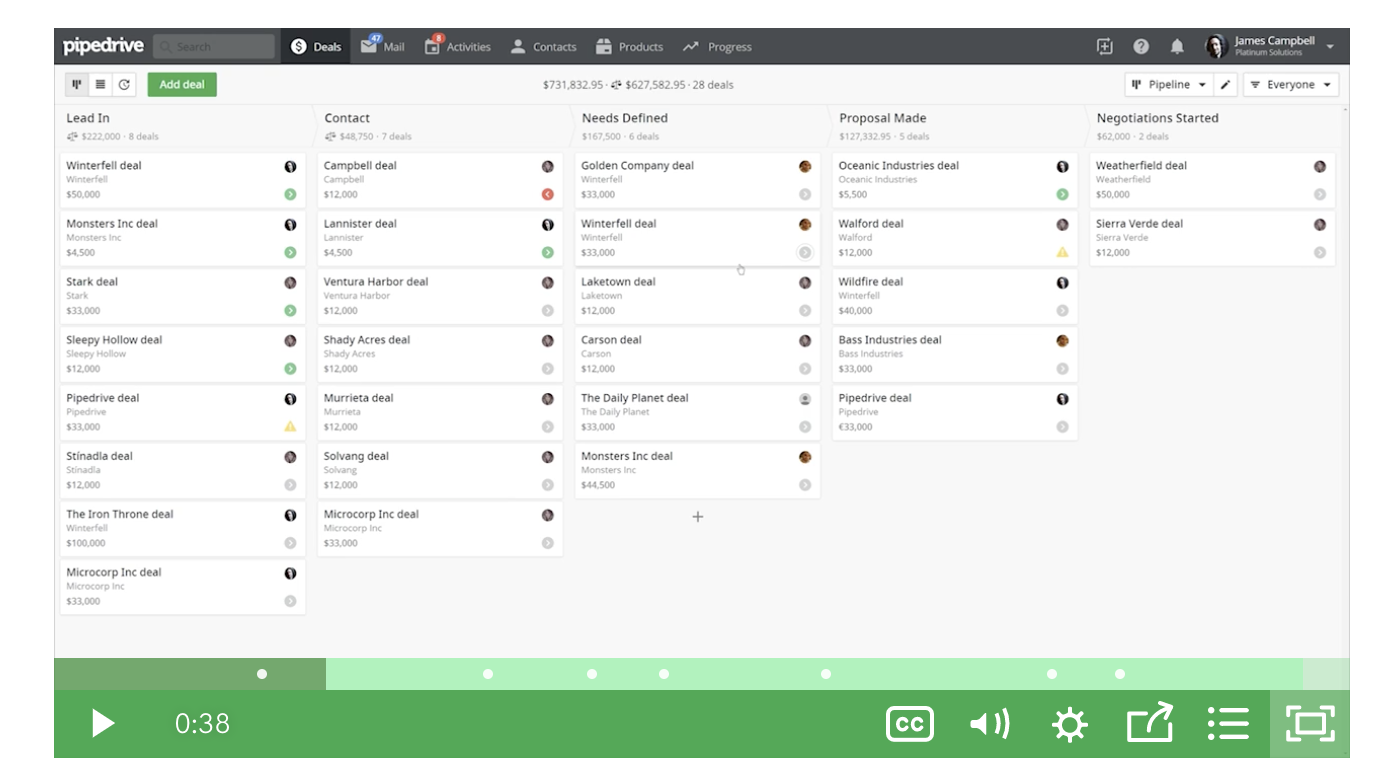 pipedrive Search Deals 47 Mail 8 Activities Contacts Products Progress James Campbell
Platinum Solutions
Add deal $731,832.95 · $627,582.95 · 28 deals Pipeline Everyone
Lead In
$222,000 · 8 deals
Winterfell deal
Winterfell
$50,000
Monsters Inc deal
Monsters Inc
$4,500
Stark deal
Stark
$33,000
Sleepy Hollow deal
Sleepy Hollow
$12,000
Pipedrive deal
Pipedrive
$33,000
Stínadla deal
Stínadla
$12,000
The Iron Throne deal
Winterfell
$100,000
Microcorp Inc deal
Microcorp Inc
$33,000
Contact
$48,750 · 7 deals
Campbell deal
Campbell
$12,000
Lannister deal
Lannister
$4,500
Ventura Harbor deal
Ventura Harbor
$12,000
Shady Acres deal
Shady Acres
$12,000
Murrieta deal
Murrieta
$12,000
Solvang deal
Solvang
$12,000
Microcorp Inc deal
Microcorp Inc
$33,000
Needs Defined
$167,500 · 6 deals
Golden Company deal
Winterfell
$33,000
Winterfell deal
Winterfell
$33,000
Laketown deal
Laketown
$12,000
Carson deal
Carson
$12,000
The Daily Planet deal
The Daily Planet
$33,000
Monsters Inc deal
Monsters Inc
$44,500
Proposal Made
$127,332.95 · 5 deals
Oceanic Industries deal
Oceanic Industries
$5,500
Walford deal
Walford
$12,000
Wildfire deal
Winterfell
$40,000
Bass Industries deal
Bass Industries
$33,000
Pipedrive deal
Pipedrive
€33,000
Negotiations Started
$62,000 · 2 deals
Weatherfield deal
Weatherfield
$50,000
Sierra Verde deal
Sierra Verde
$12,000
0:38 CC